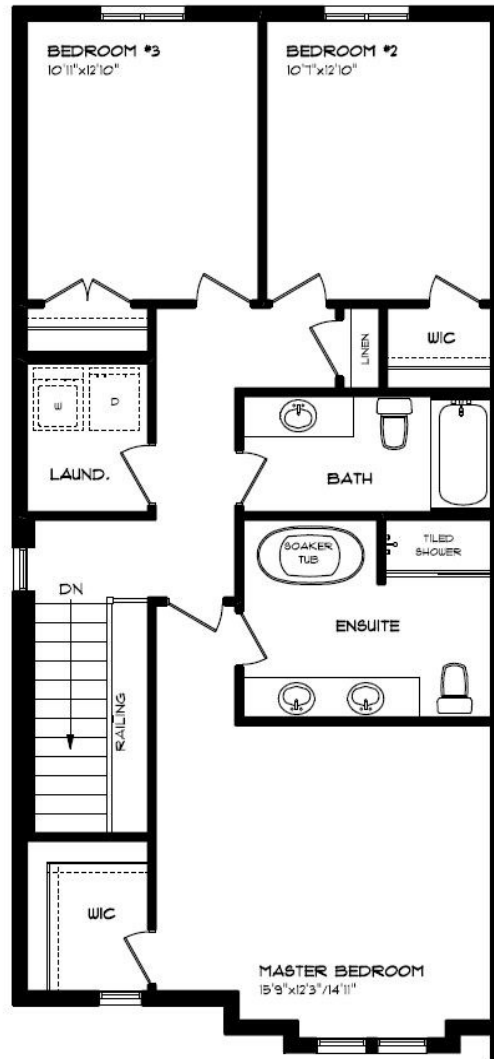 BEDROOM #3
10'11"x12'10"
BEDROOM #2
10'7"x12'10"
LINEN
WIC
W
D
LAUND.
BATH
SOAKER
TUB
TILED
SHOWER
DN
ENSUITE
RAILING
WIC
MASTER BEDROOM
15'9"x12'3"/14'11"